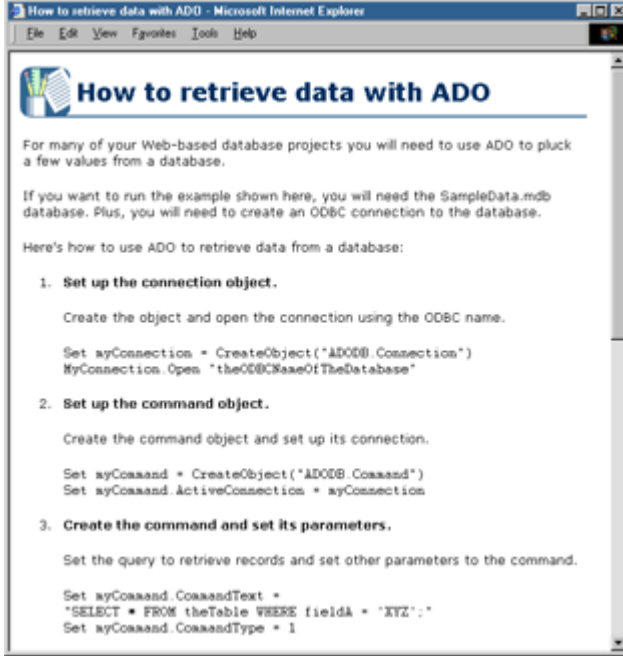 How to retrieve data with ADO - Microsoft Internet Explorer
File Edit View Favorites Tools Help
How to retrieve data with ADO
For many of your Web-based database projects you will need to use ADO to pluck
a few values from a database.
If you want to run the example shown here, you will need the SampleData.mdb
database. Plus, you will need to create an ODBC connection to the database.
Here's how to use ADO to retrieve data from a database:
1. Set up the connection object.
Create the object and open the connection using the ODBC name.
Set myConnection = CreateObject("ADODB.Connection")
MyConnection.Open "theODBCNameOfTheDatabase"
2. Set up the command object.
Create the command object and set up its connection.
Set myCommand = CreateObject("ADODB.Command")
Set myCommand.ActiveConnection = myConnection
3. Create the command and set its parameters.
Set the query to retrieve records and set other parameters to the command.
Set myCommand.CommandText =
"SELECT * FROM theTable WHERE fieldA = 'XYZ';"
Set myCommand.CommandType = 1